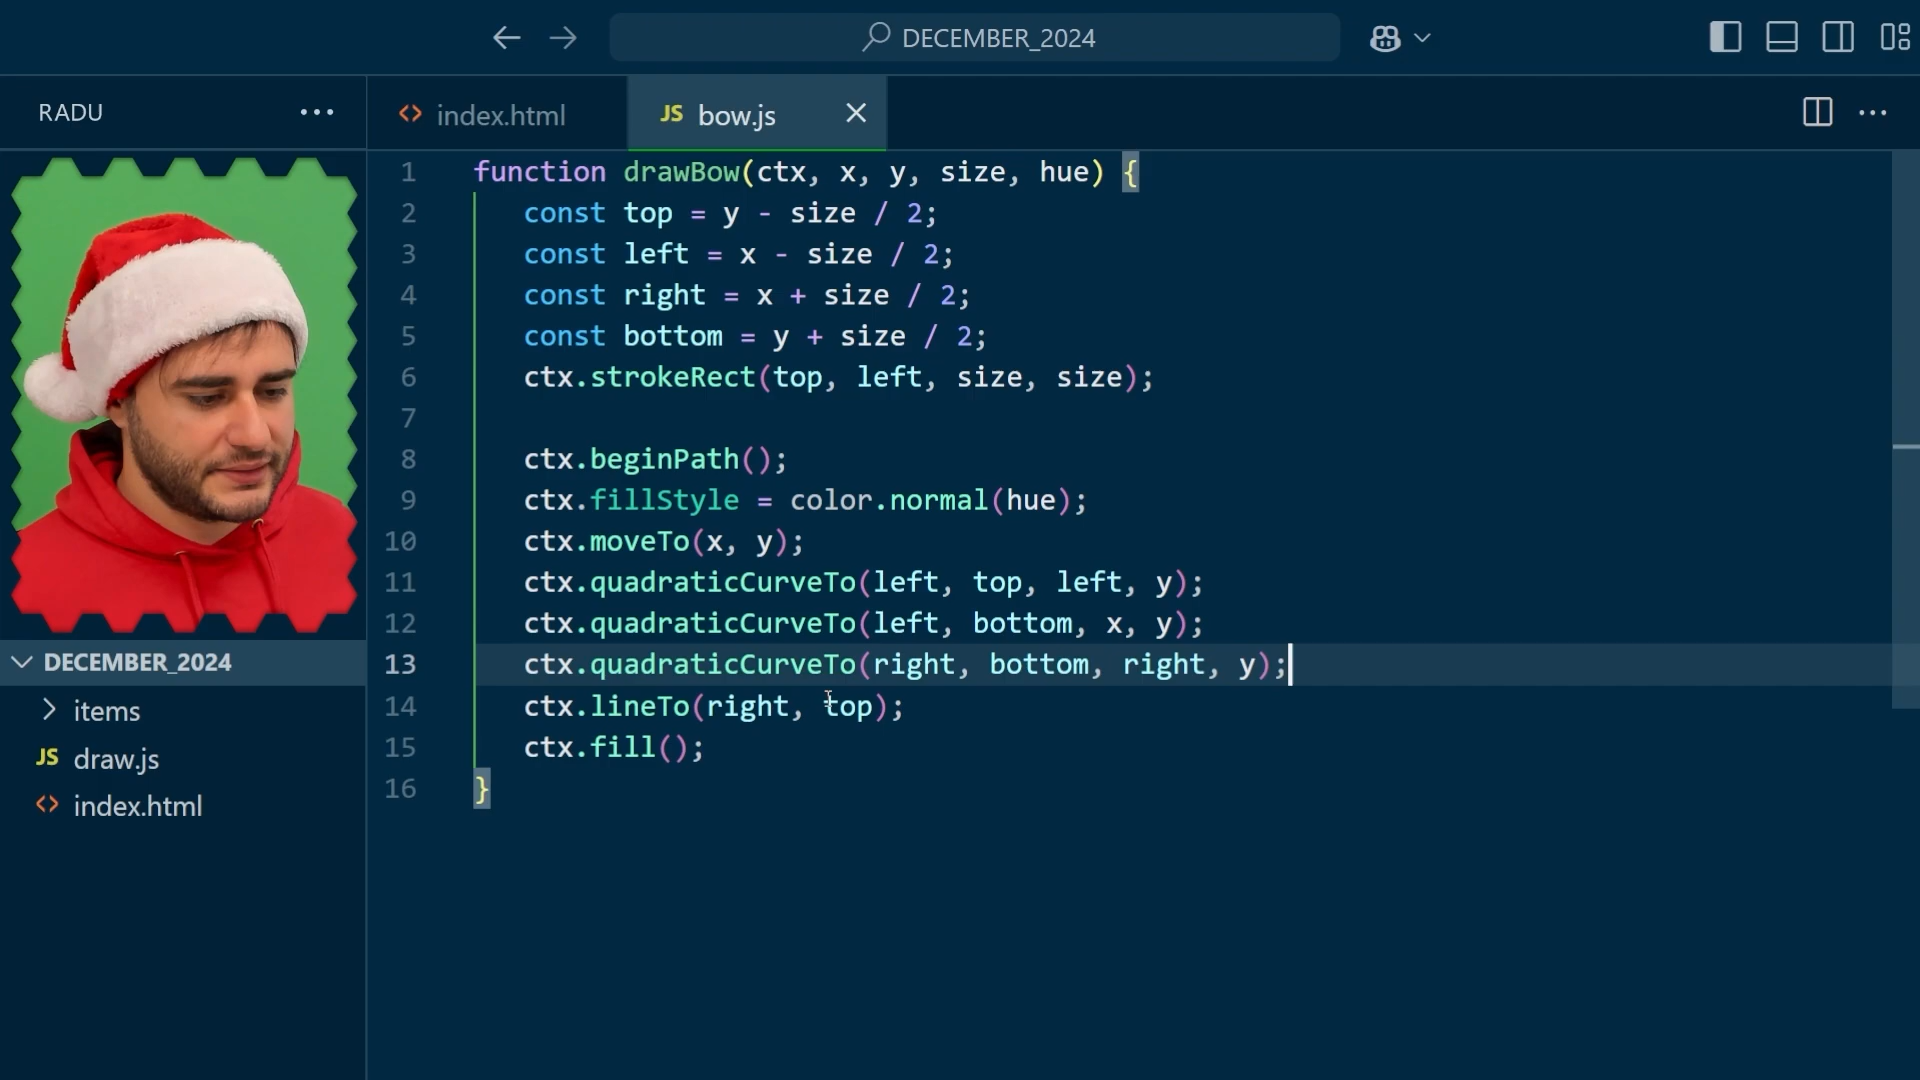 DECEMBER_2024
RADU
index.html
JS bow.js
1 function drawBow(ctx, x, y, size, hue) {
2 const top = y - size / 2;
3 const left = x - size / 2;
4 const right = x + size / 2;
5 const bottom = y + size / 2;
6 ctx.strokeRect(top, left, size, size);
7
8 ctx.beginPath();
9 ctx.fillStyle = color.normal(hue);
10 ctx.moveTo(x, y);
11 ctx.quadraticCurveTo(left, top, left, y);
12 ctx.quadraticCurveTo(left, bottom, x, y);
13 ctx.quadraticCurveTo(right, bottom, right, y);
14 ctx.lineTo(right, top);
15 ctx.fill();
16 }
DECEMBER_2024
items
JS draw.js
index.html